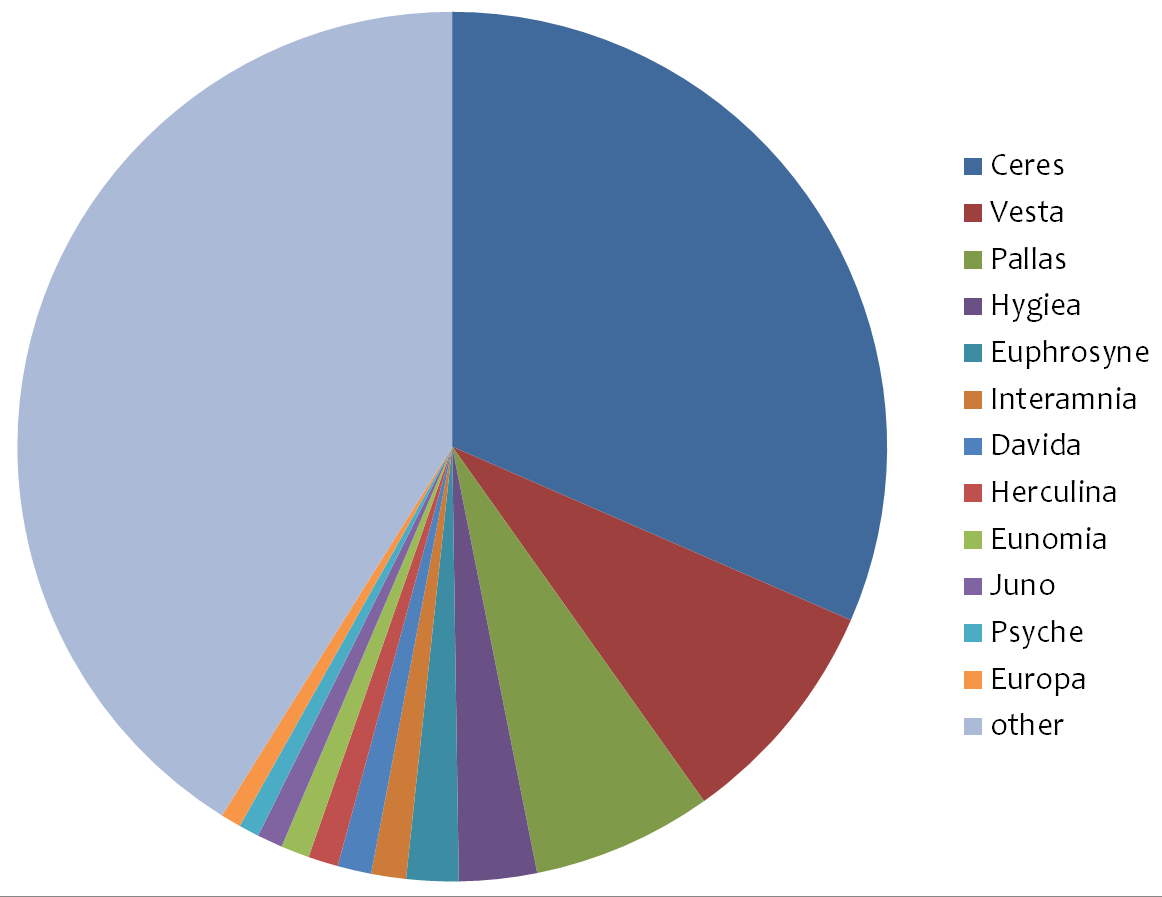 Ceres
Vesta
Pallas
Hygiea
Euphrosyne
Interamnia
Davida
Herculina
Eunomia
Juno
Psyche
Europa
other